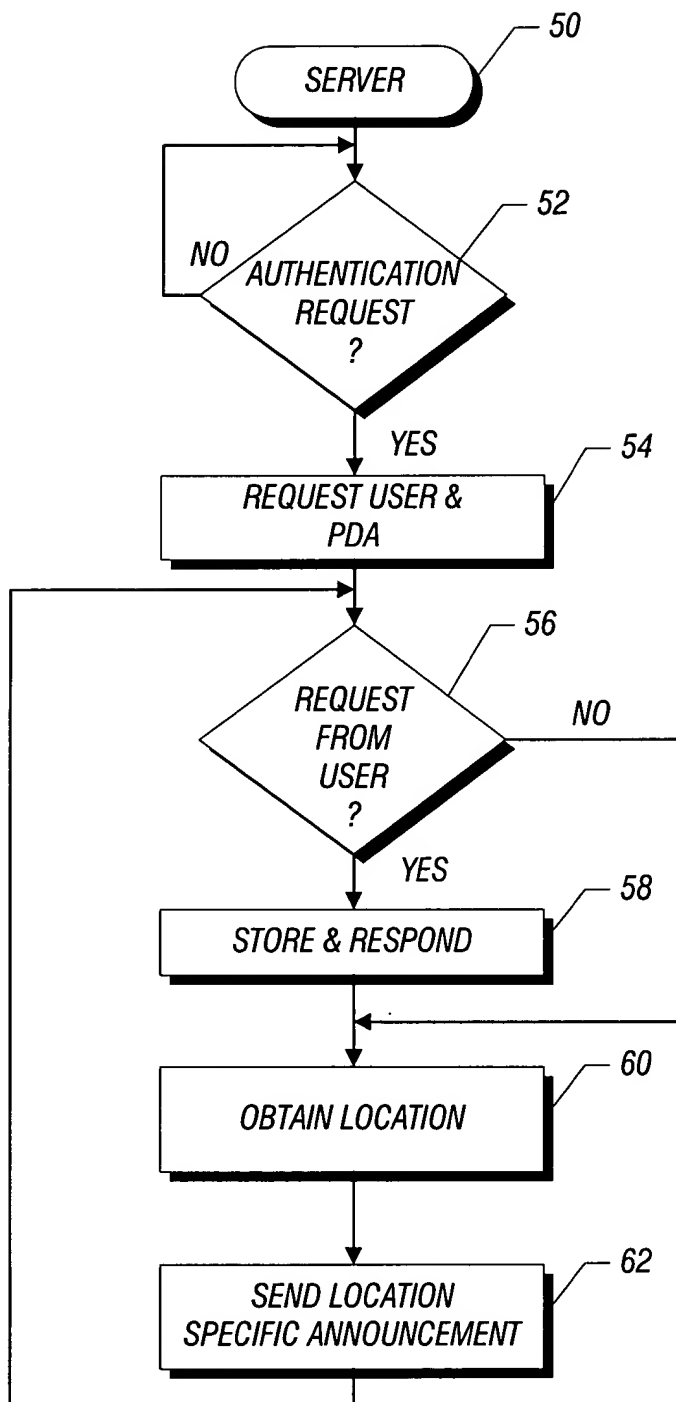 50
SERVER
52
NO
AUTHENTICATION
REQUEST
?
YES
54
REQUEST USER &
PDA
56
REQUEST
FROM
USER
?
NO
YES
58
STORE & RESPOND
60
OBTAIN LOCATION
62
SEND LOCATION
SPECIFIC ANNOUNCEMENT